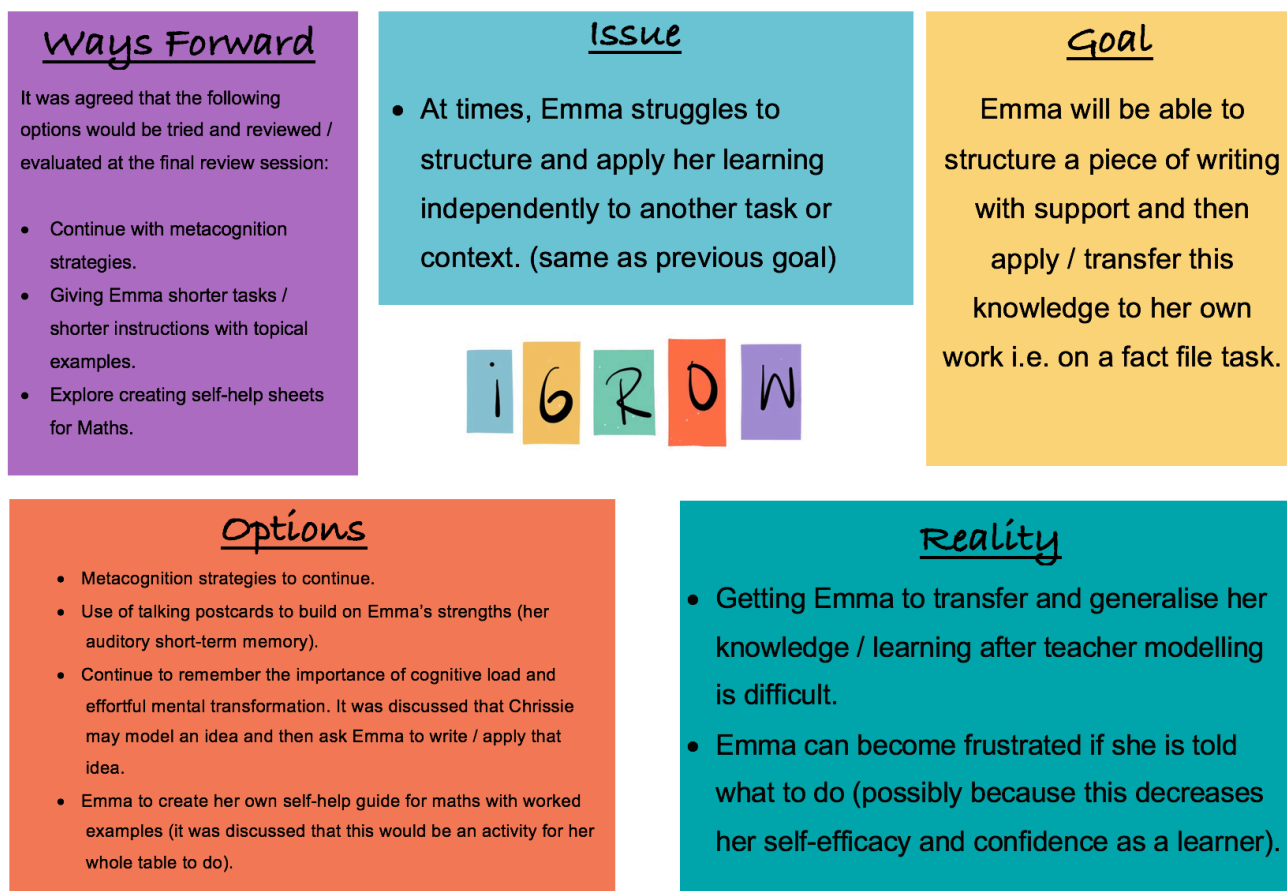 Ways Forward
It was agreed that the following
options would be tried and reviewed /
evaluated at the final review session:
• Continue with metacognition
strategies.
• Giving Emma shorter tasks /
shorter instructions with topical
examples.
• Explore creating self-help sheets
for Maths.
Issue
• At times, Emma struggles to
structure and apply her learning
independently to another task or
context. (same as previous goal)
Goal
Emma will be able to
structure a piece of writing
with support and then
apply / transfer this
knowledge to her own
work i.e. on a fact file task.
i G R O W
Options
• Metacognition strategies to continue.
• Use of talking postcards to build on Emma's strengths (her
auditory short-term memory).
• Continue to remember the importance of cognitive load and
effortful mental transformation. It was discussed that Chrissie
may model an idea and then ask Emma to write / apply that
idea.
• Emma to create her own self-help guide for maths with worked
examples (it was discussed that this would be an activity for her
whole table to do).
Reality
• Getting Emma to transfer and generalise her
knowledge / learning after teacher modelling
is difficult.
• Emma can become frustrated if she is told
what to do (possibly because this decreases
her self-efficacy and confidence as a learner).